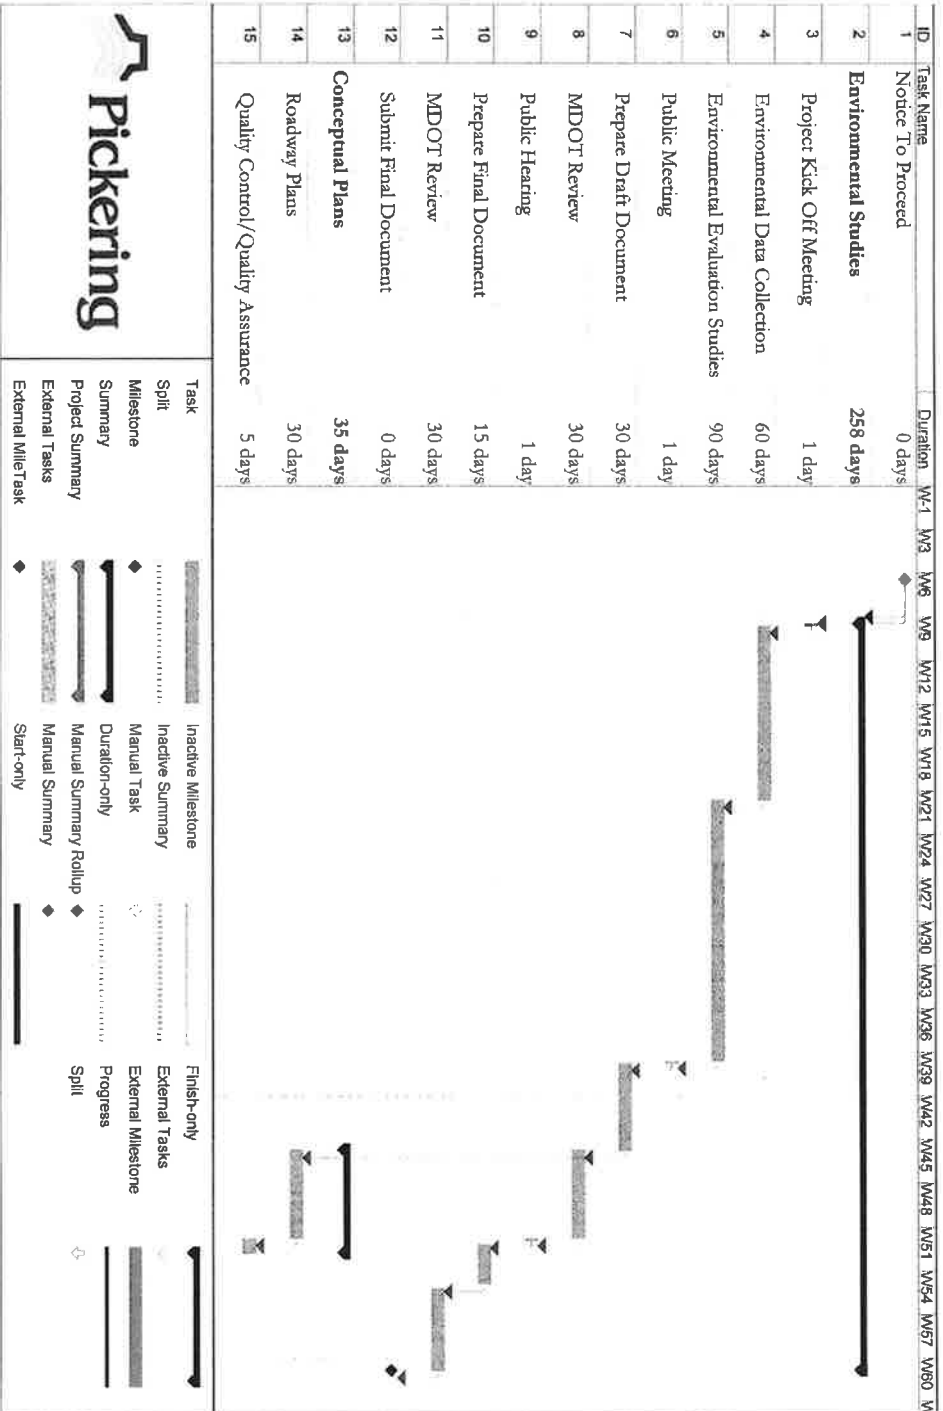 ID Task Name Duration W-1 W3 W6 W9 W12 W15 W18 W21 W24 W27 W30 W33 W36 W39 W42 W45 W48 W51 W54 W57 W60 W
1 Notice To Proceed 0 days
2 Environmental Studies 258 days
3 Project Kick Off Meeting 1 day
4 Environmental Data Collection 60 days
5 Environmental Evaluation Studies 90 days
6 Public Meeting 1 day
7 Prepare Draft Document 30 days
8 MDOT Review 30 days
9 Public Hearing 1 day
10 Prepare Final Document 15 days
11 MDOT Review 30 days
12 Submit Final Document 0 days
13 Conceptual Plans 35 days
14 Roadway Plans 30 days
15 Quality Control/Quality Assurance 5 days
Pickering
Task Inactive Milestone Finish-only
Split Inactive Summary External Tasks
Milestone Manual Task External Milestone
Summary Duration-only Progress
Project Summary Manual Summary Rollup Split
External Tasks Manual Summary
External MileTask Start-only